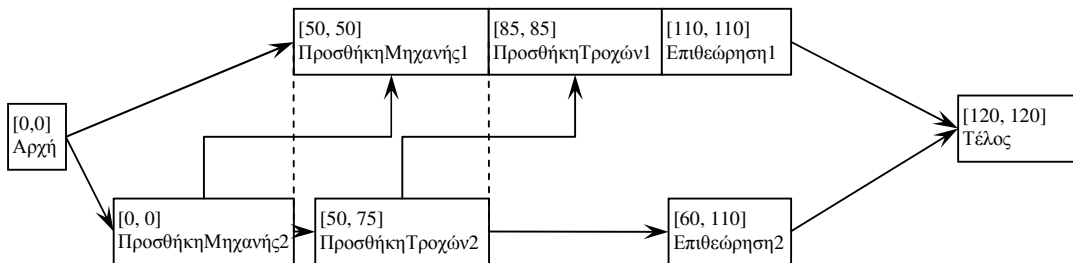 [50, 50]
ΠροσθήκηΜηχανής1
[85, 85]
ΠροσθήκηΤροχών1
[110, 110]
Επιθεώρηση1
[0,0]
Αρχή
[120, 120]
Τέλος
[0, 0]
ΠροσθήκηΜηχανής2
[50, 75]
ΠροσθήκηΤροχών2
[60, 110]
Επιθεώρηση2